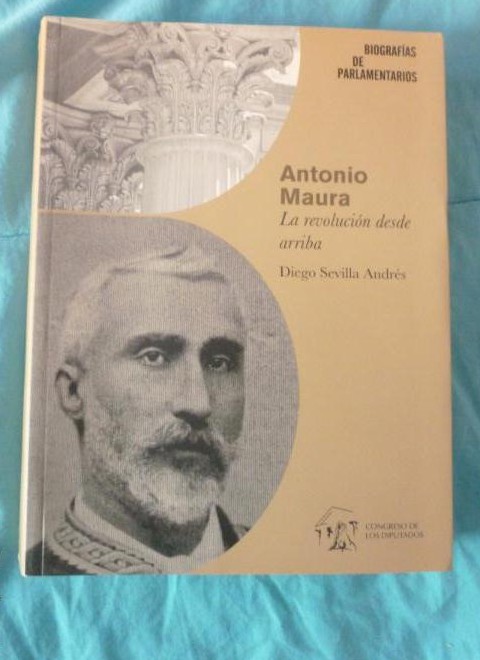 BIOGRAFÍAS
DE
PARLAMENTARIOS
Antonio
Maura
La revolución desde
arriba
Diego Sevilla Andrés
CONGRESO DE
LOS DIPUTADOS